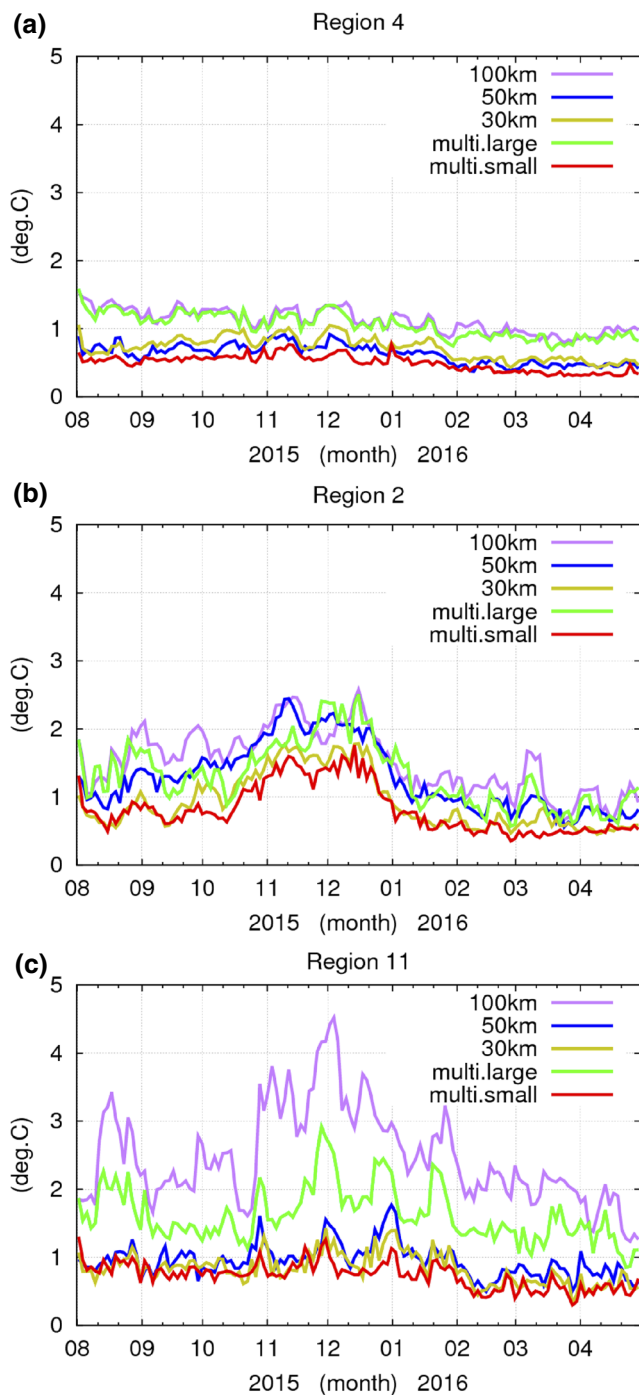 (a) Region 4
5
100km
50km
4
30km
multi.large
multi.small
3
(deg.C)
2
1
0
08 09 10 11 12 01 02 03 04
2015 (month) 2016
(b) Region 2
5
100km
50km
4
30km
multi.large
multi.small
3
(deg.C)
2
1
0
08 09 10 11 12 01 02 03 04
2015 (month) 2016
(c) Region 11
5
100km
50km
4
30km
multi.large
multi.small
3
(deg.C)
2
1
0
08 09 10 11 12 01 02 03 04
2015 (month) 2016